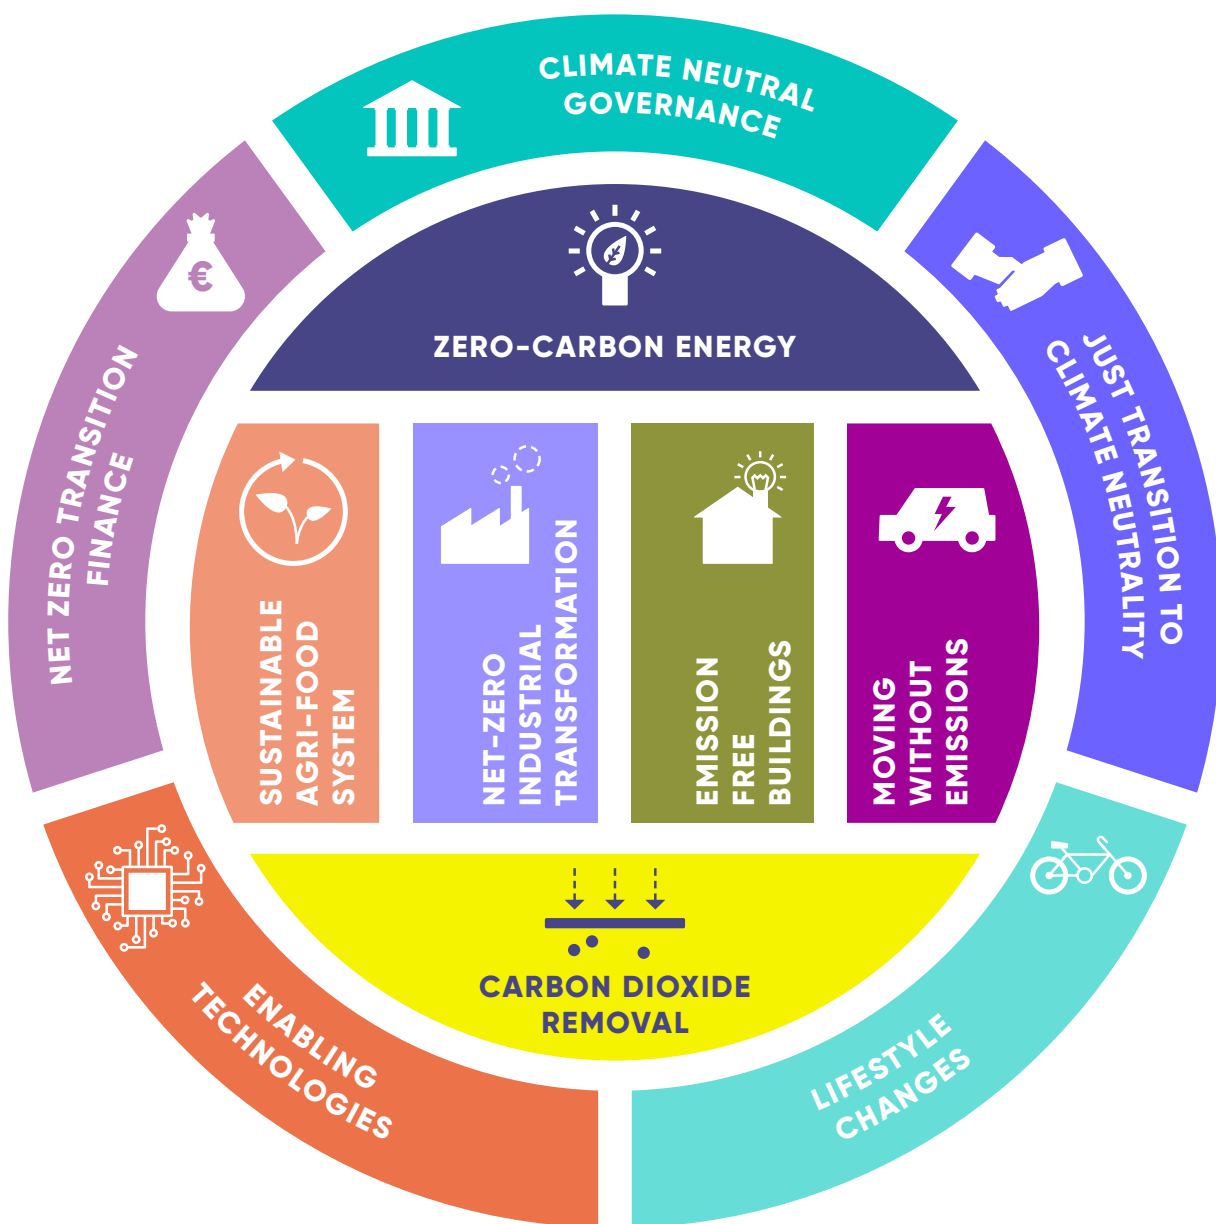 CLIMATE NEUTRAL
GOVERNANCE
€
NET ZERO TRANSITION
FINANCE
JUST TRANSITION TO
CLIMATE NEUTRALITY
ZERO-CARBON ENERGY
SUSTAINABLE
AGRI-FOOD
SYSTEM
NET-ZERO
INDUSTRIAL
TRANSFORMATION
EMISSION
FREE
BUILDINGS
MOVING
WITHOUT
EMISSIONS
CARBON DIOXIDE
REMOVAL
ENABLING
TECHNOLOGIES
LIFESTYLE
CHANGES